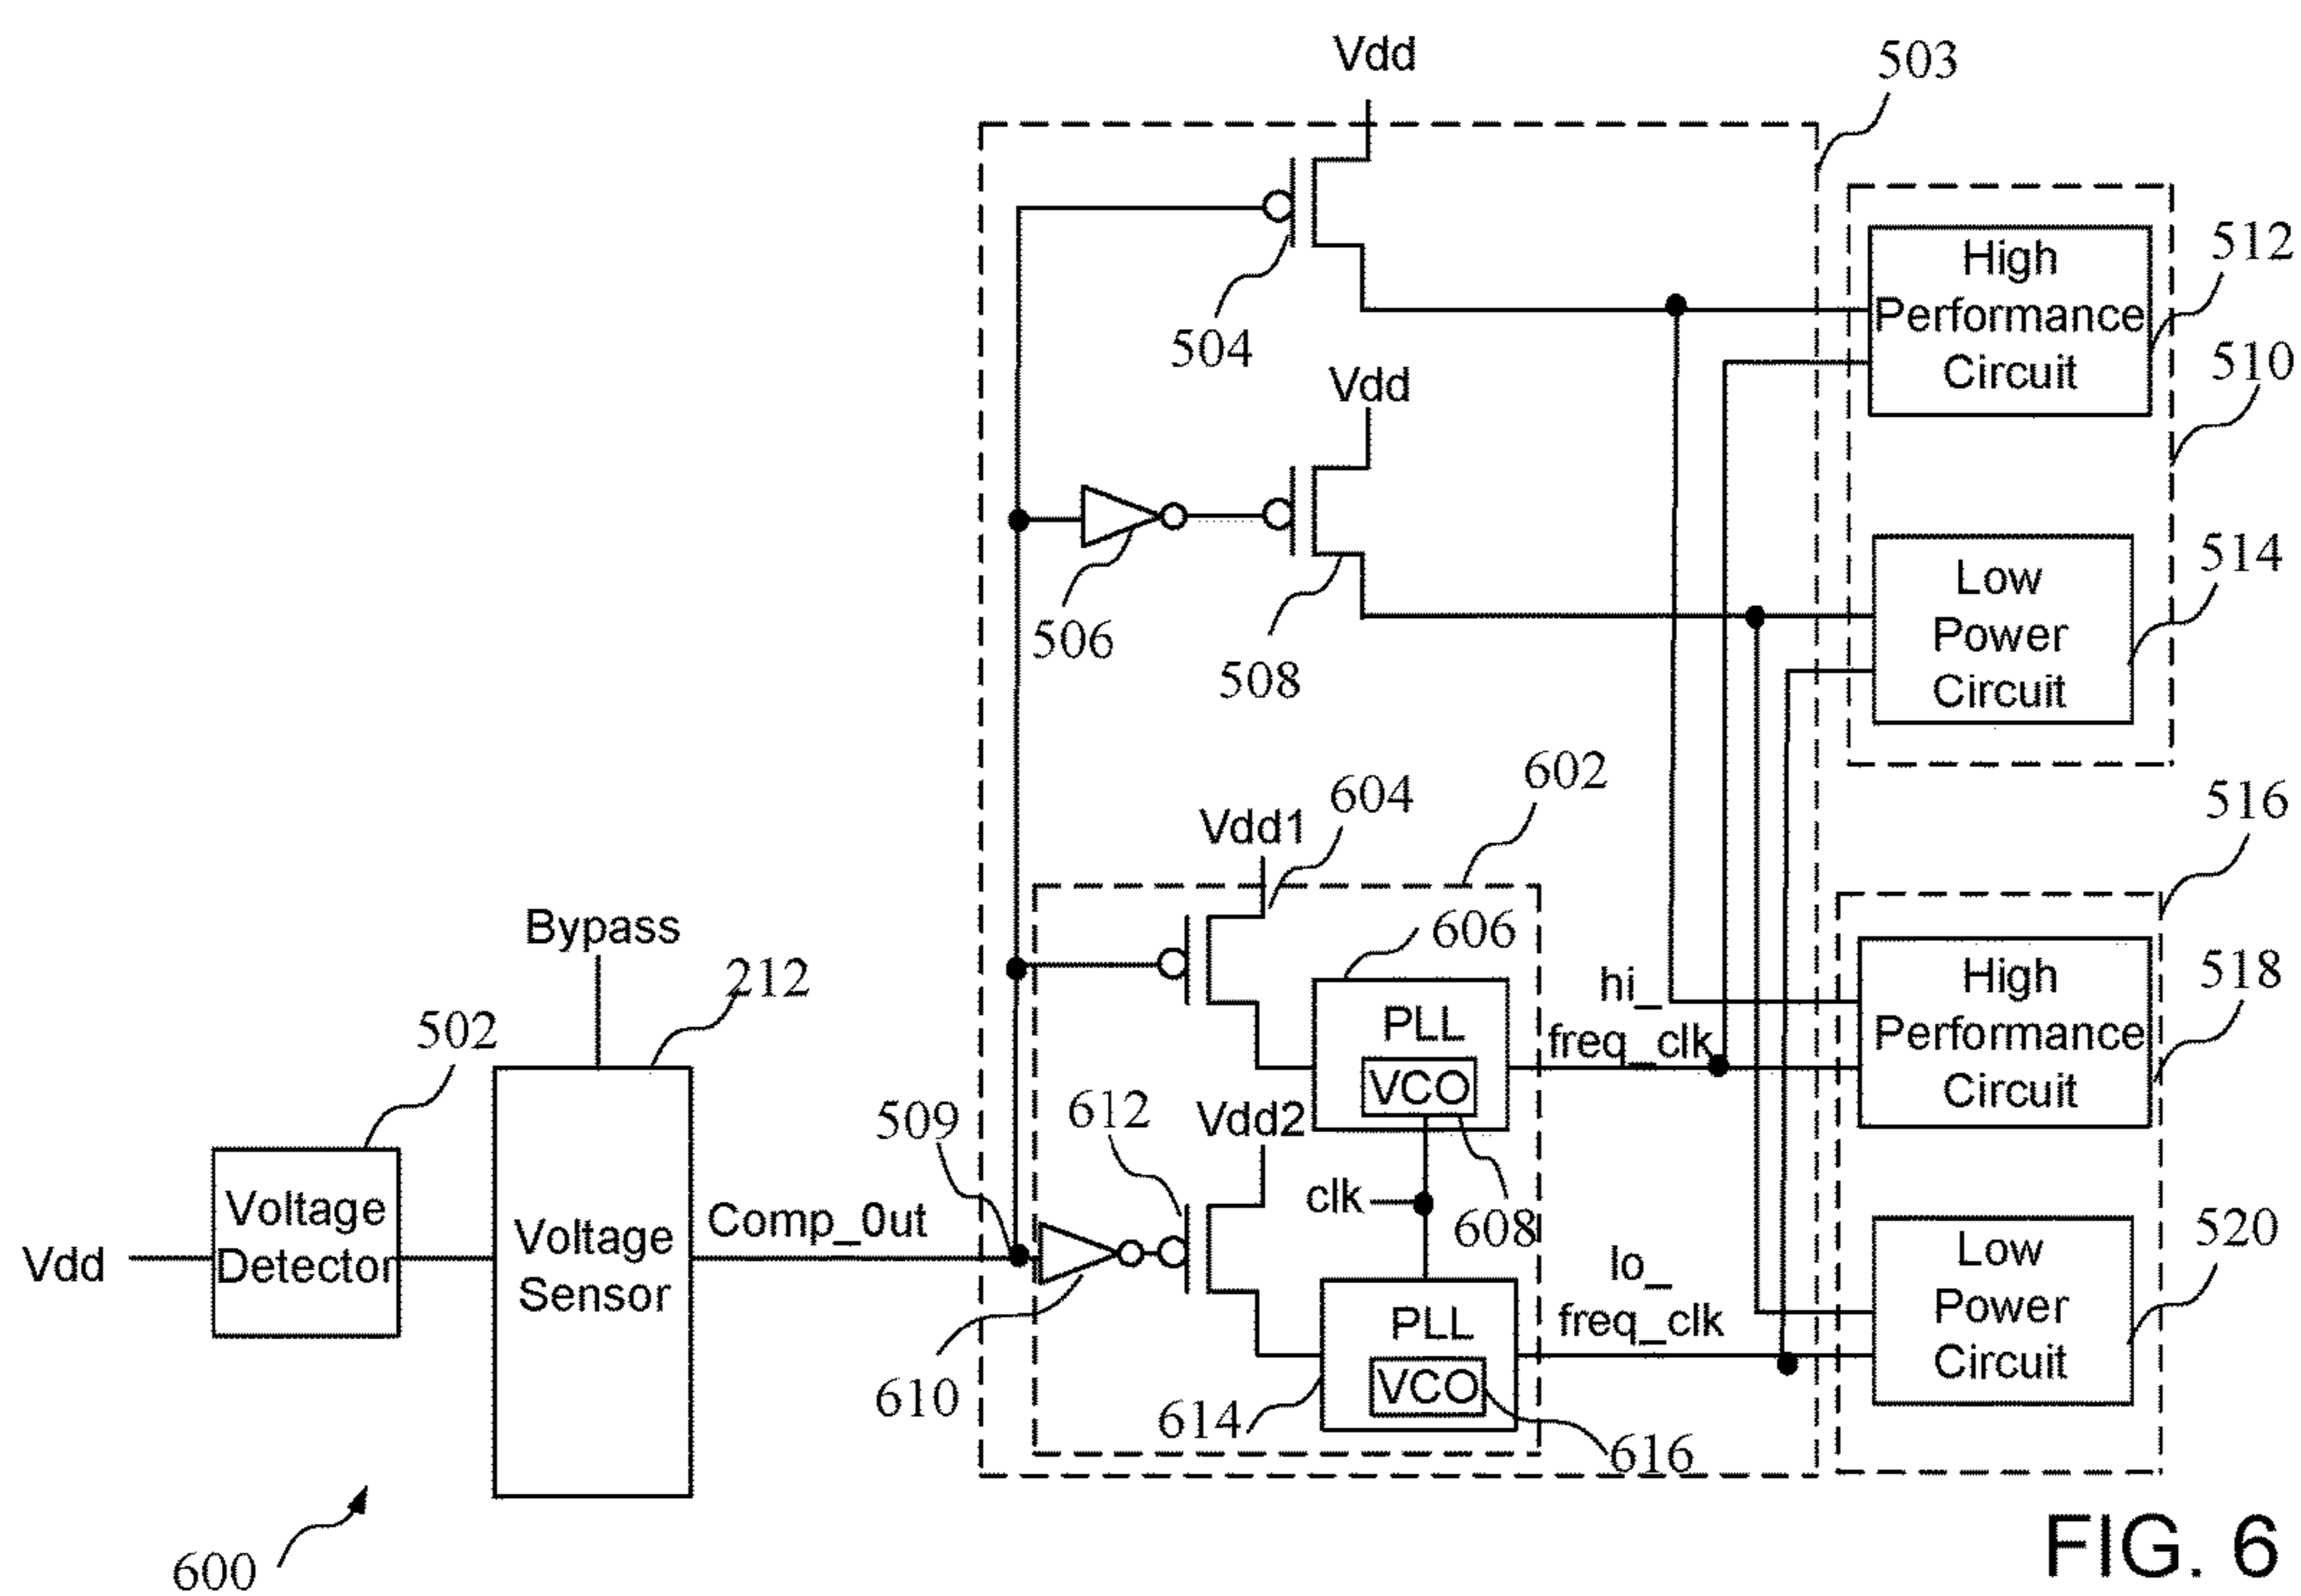 Vdd
503
High
Performance
Circuit
512
504
510
Vdd
506
508
Low
Power
Circuit
514
602
604
516
Vdd1
606
Bypass
212
502
PLL
VCO
hi_
freq_clk
High
Performance
Circuit
518
509
612
Vdd2
clk
608
Vdd
Voltage
Detector
Voltage
Sensor
Comp_0ut
610
614
PLL
VCO
616
lo_
freq_clk
Low
Power
Circuit
520
600
FIG. 6